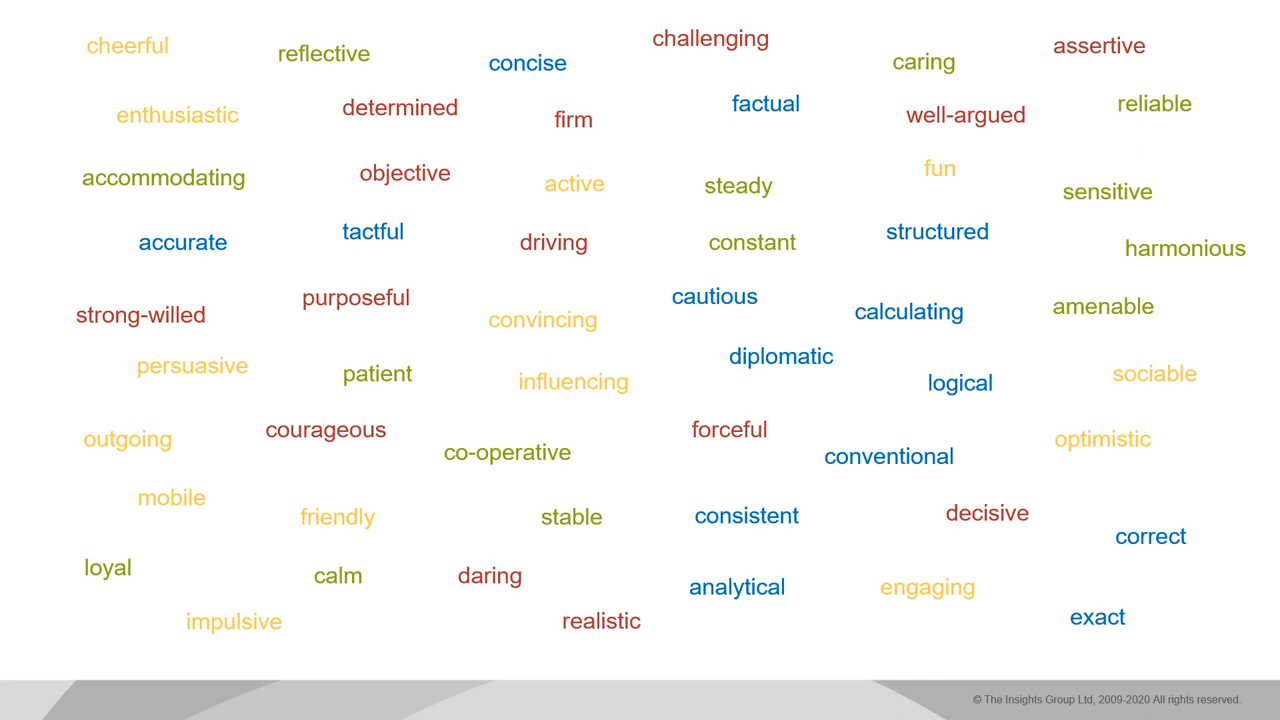 cheerful
reflective
concise
challenging
caring
assertive
enthusiastic
determined
firm
factual
well-argued
reliable
accommodating
objective
active
steady
fun
sensitive
accurate
tactful
driving
constant
structured
harmonious
strong-willed
purposeful
convincing
cautious
calculating
amenable
persuasive
patient
influencing
diplomatic
logical
sociable
outgoing
courageous
co-operative
forceful
conventional
optimistic
mobile
friendly
stable
consistent
decisive
correct
loyal
calm
daring
analytical
engaging
exact
impulsive
realistic
© The Insights Group Ltd, 2009-2020 All rights reserved.